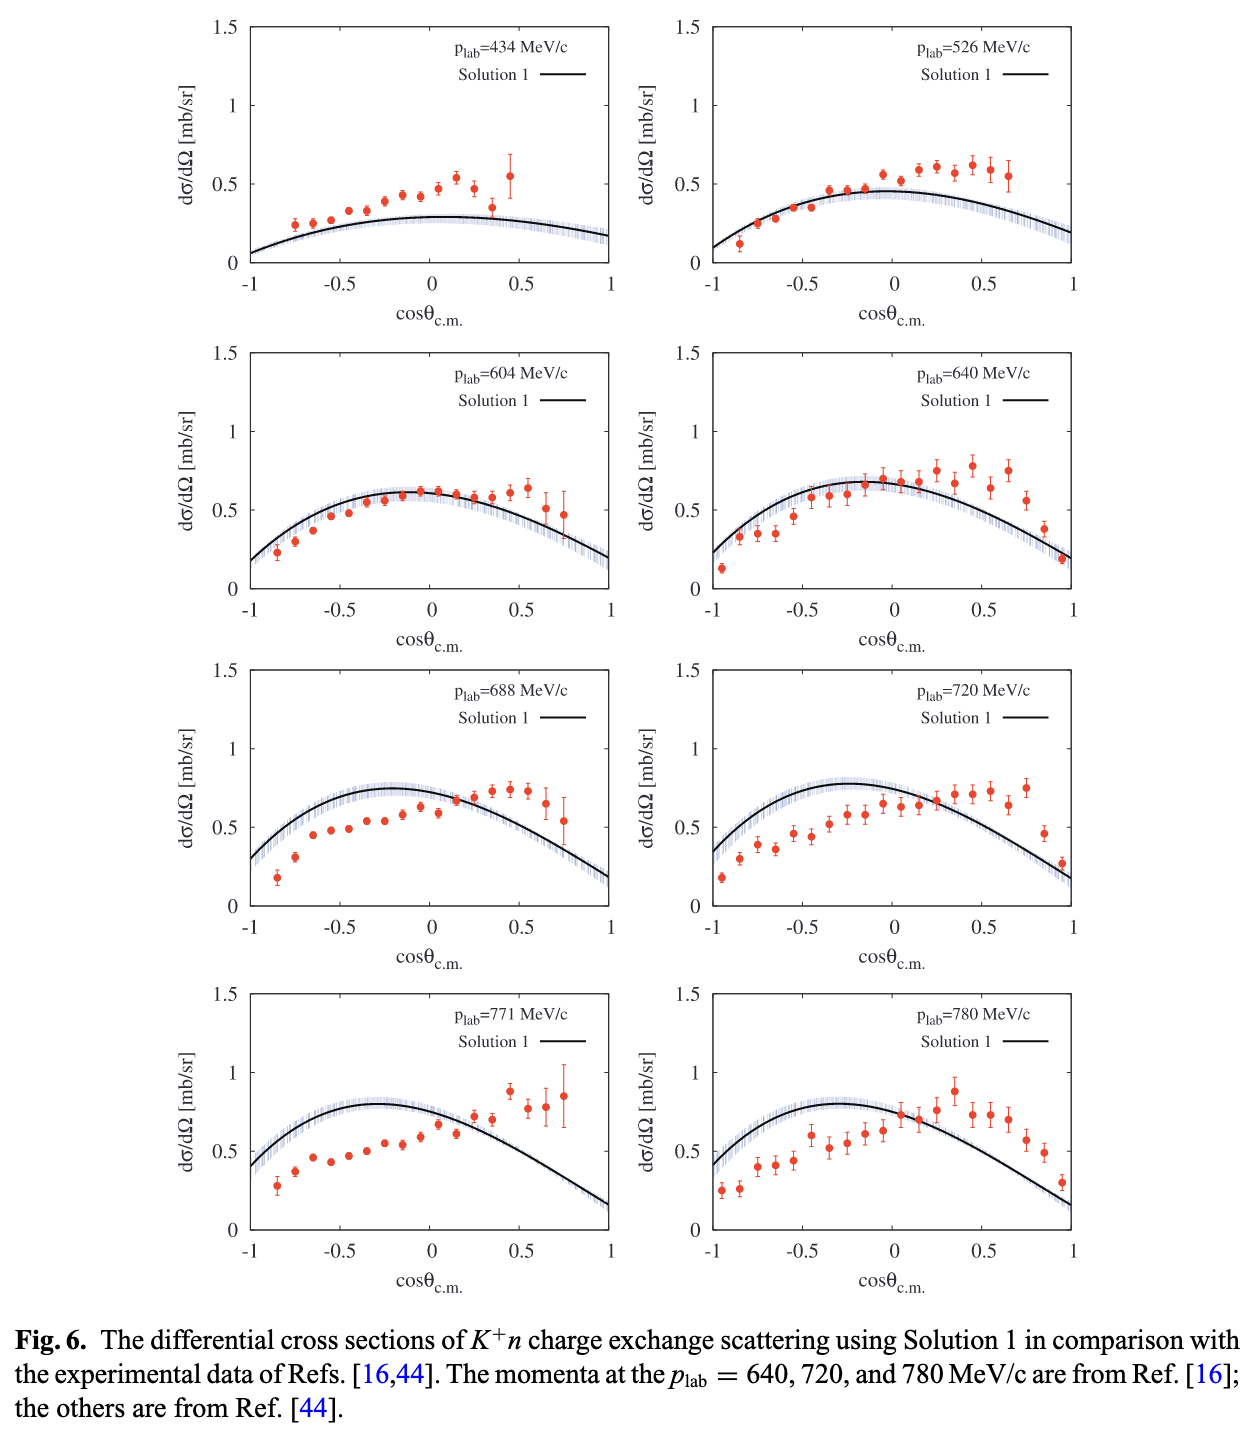 1.5
1
0.5
0
dσ/dΩ [mb/sr]
p_lab=434 MeV/c
Solution 1
-1 -0.5 0 0.5 1
cosθ_c.m.
1.5
1
0.5
0
dσ/dΩ [mb/sr]
p_lab=526 MeV/c
Solution 1
-1 -0.5 0 0.5 1
cosθ_c.m.
1.5
1
0.5
0
dσ/dΩ [mb/sr]
p_lab=604 MeV/c
Solution 1
-1 -0.5 0 0.5 1
cosθ_c.m.
1.5
1
0.5
0
dσ/dΩ [mb/sr]
p_lab=640 MeV/c
Solution 1
-1 -0.5 0 0.5 1
cosθ_c.m.
1.5
1
0.5
0
dσ/dΩ [mb/sr]
p_lab=688 MeV/c
Solution 1
-1 -0.5 0 0.5 1
cosθ_c.m.
1.5
1
0.5
0
dσ/dΩ [mb/sr]
p_lab=720 MeV/c
Solution 1
-1 -0.5 0 0.5 1
cosθ_c.m.
1.5
1
0.5
0
dσ/dΩ [mb/sr]
p_lab=771 MeV/c
Solution 1
-1 -0.5 0 0.5 1
cosθ_c.m.
1.5
1
0.5
0
dσ/dΩ [mb/sr]
p_lab=780 MeV/c
Solution 1
-1 -0.5 0 0.5 1
cosθ_c.m.
Fig. 6. The differential cross sections of K⁺n charge exchange scattering using Solution 1 in comparison with
the experimental data of Refs. [16,44]. The momenta at the p_lab = 640, 720, and 780 MeV/c are from Ref. [16];
the others are from Ref. [44].